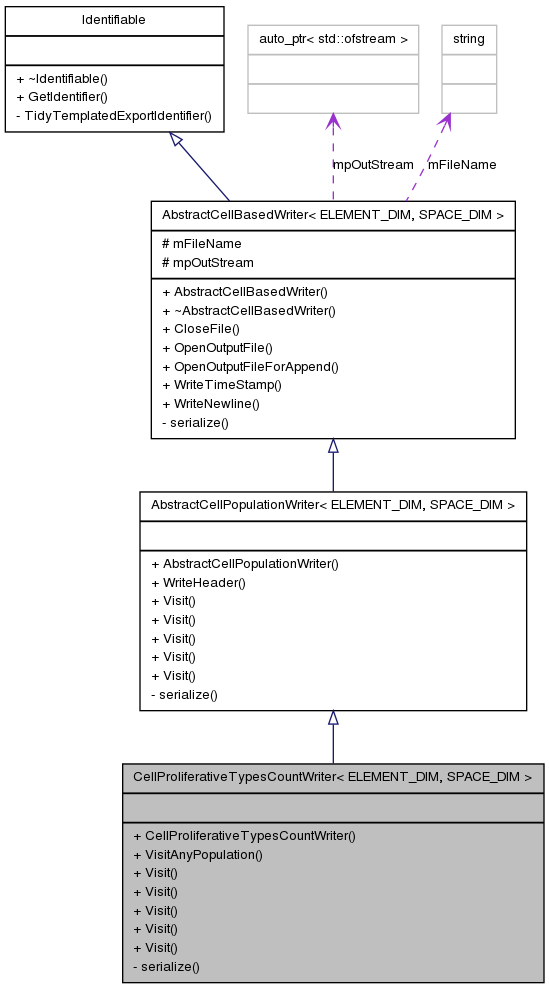 Identifiable
+ ~Identifiable()
+ GetIdentifier()
- TidyTemplatedExportIdentifier()
auto_ptr< std::ofstream >
string
mpOutStream
mFileName
AbstractCellBasedWriter< ELEMENT_DIM, SPACE_DIM >
# mFileName
# mpOutStream
+ AbstractCellBasedWriter()
+ ~AbstractCellBasedWriter()
+ CloseFile()
+ OpenOutputFile()
+ OpenOutputFileForAppend()
+ WriteTimeStamp()
+ WriteNewline()
- serialize()
AbstractCellPopulationWriter< ELEMENT_DIM, SPACE_DIM >
+ AbstractCellPopulationWriter()
+ WriteHeader()
+ Visit()
+ Visit()
+ Visit()
+ Visit()
+ Visit()
- serialize()
CellProliferativeTypesCountWriter< ELEMENT_DIM, SPACE_DIM >
+ CellProliferativeTypesCountWriter()
+ VisitAnyPopulation()
+ Visit()
+ Visit()
+ Visit()
+ Visit()
+ Visit()
- serialize()